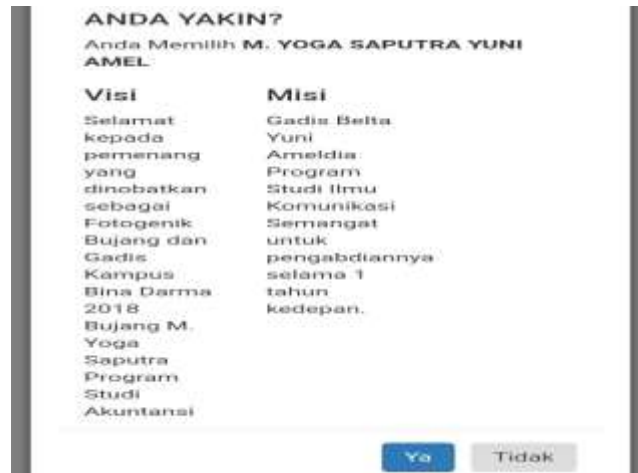 ANDA YAKIN?
Anda Memilih M. YOGA SAPUTRA YUNI
AMEL
Visi
Selamat
kepada
pemenang
yang
dinobatkan
sebagai
Fotogenik
Bujang dan
Gadis
Kampus
Bina Darma
2018
Bujang M.
Yoga
Saputra
Program
Studi
Akuntansi
Misi
Gadis Belta
Yuni
Ameldia
Program
Studi Ilmu
Komunikasi
Semangat
untuk
pengabdiannya
selama 1
tahun
kedepan.
Ya
Tidak